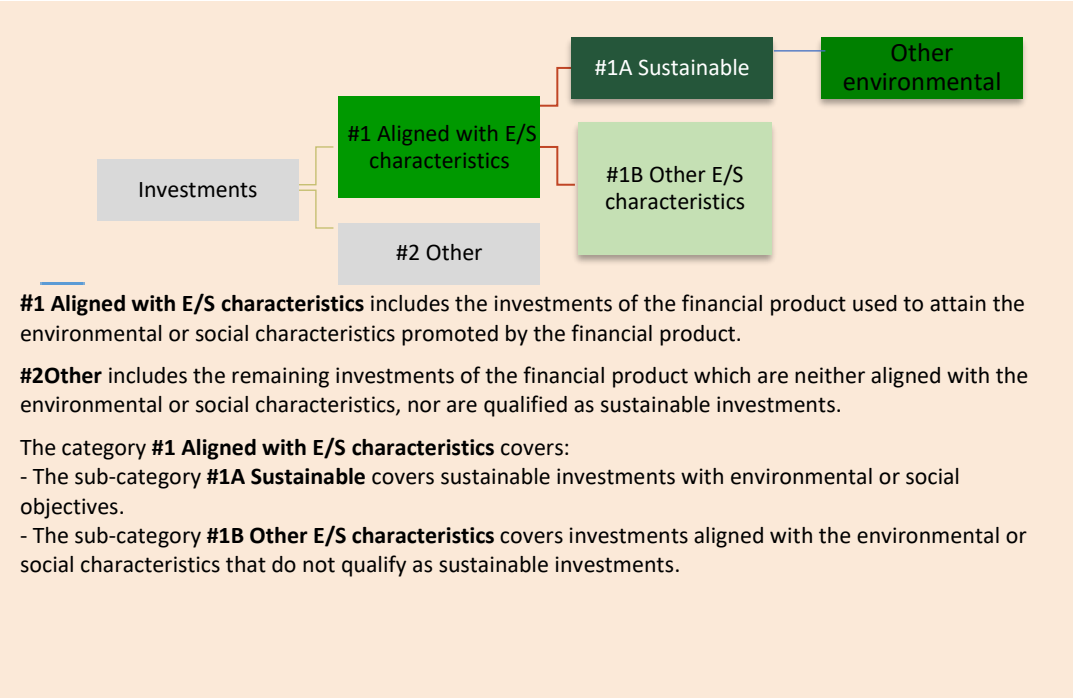 Other
environmental
#1A Sustainable
#1 Aligned with E/S
characteristics
#1B Other E/S
characteristics
Investments
#2 Other
#1 Aligned with E/S characteristics includes the investments of the financial product used to attain the
environmental or social characteristics promoted by the financial product.
#2Other includes the remaining investments of the financial product which are neither aligned with the
environmental or social characteristics, nor are qualified as sustainable investments.
The category #1 Aligned with E/S characteristics covers:
- The sub-category #1A Sustainable covers sustainable investments with environmental or social
objectives.
- The sub-category #1B Other E/S characteristics covers investments aligned with the environmental or
social characteristics that do not qualify as sustainable investments.